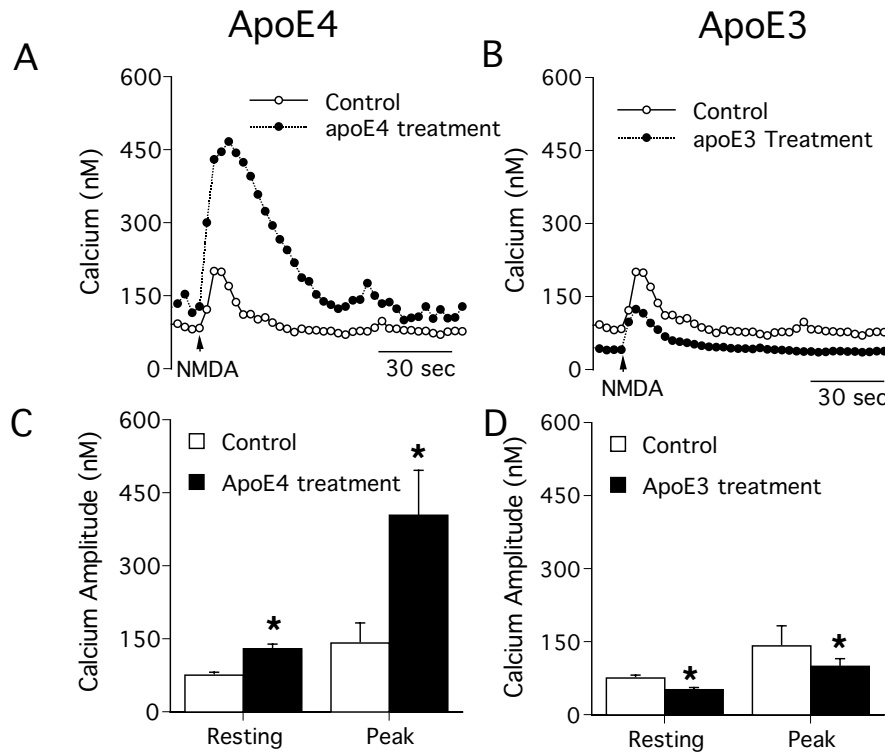 ApoE4
ApoE3
A
600
450
300
150
0
Calcium (nM)
Control
apoE4 treatment
NMDA
30 sec
B
600
450
300
150
0
Calcium (nM)
Control
apoE3 Treatment
NMDA
30 sec
C
600
450
300
150
0
Calcium Amplitude (nM)
Control
ApoE4 treatment
*
*
Resting
Peak
D
600
450
300
150
0
Calcium Amplitude (nM)
Control
ApoE3 treatment
*
*
Resting
Peak